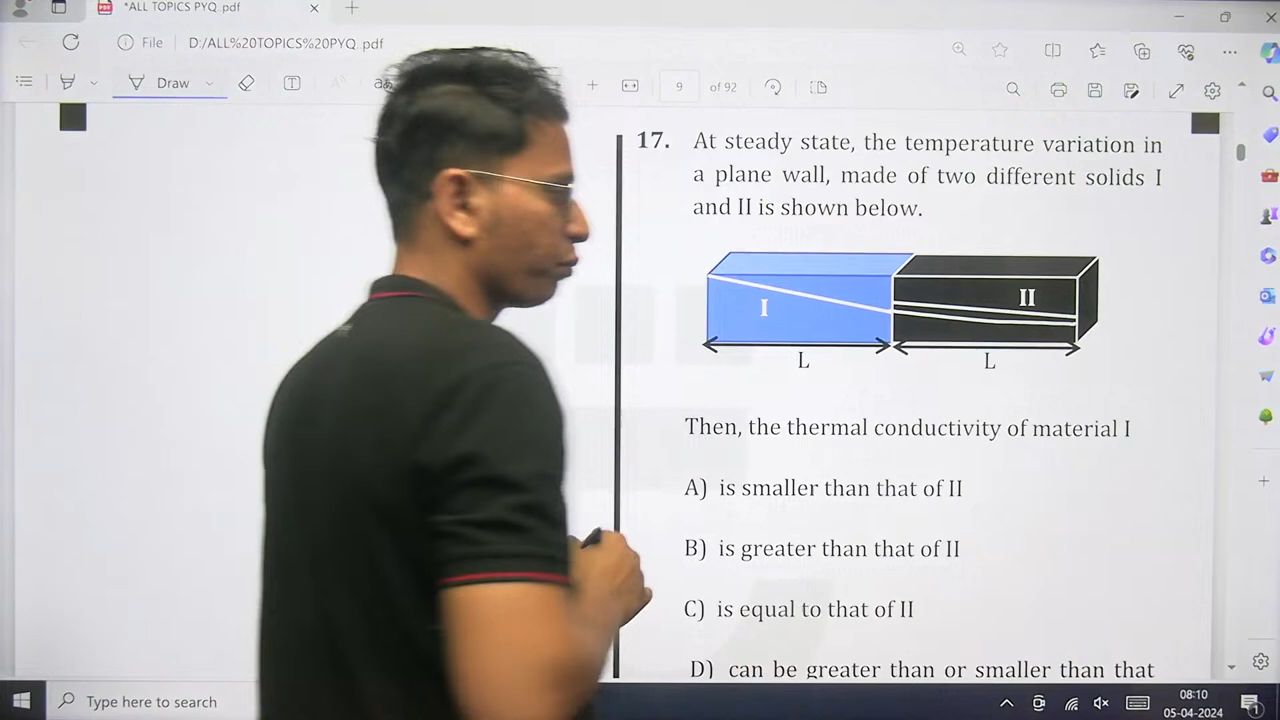 *ALL TOPICS PYQ.pdf
File D:/ALL%20TOPICS%20PYQ.pdf
Draw 9 of 92
17. At steady state, the temperature variation in
a plane wall, made of two different solids I
and II is shown below.
I II
L L
Then, the thermal conductivity of material I
A) is smaller than that of II
B) is greater than that of II
C) is equal to that of II
D) can be greater than or smaller than that
Type here to search
08:10
05-04-2024